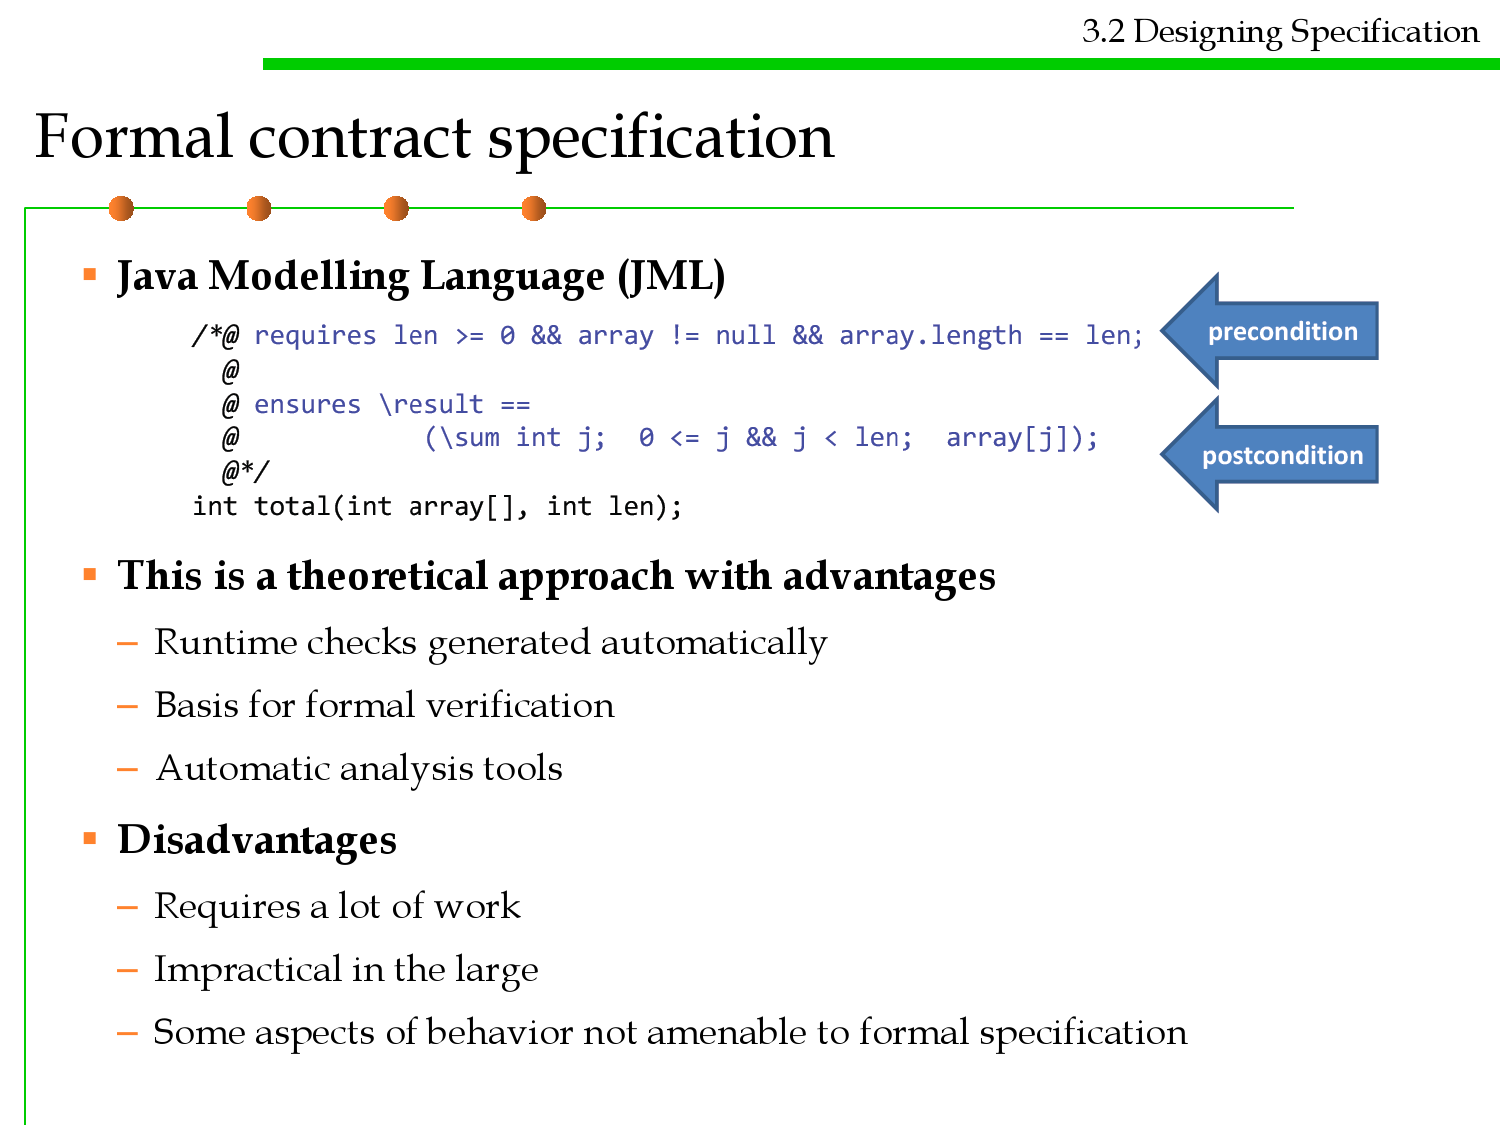 3.2 Designing Specification
Formal contract specification
▪ Java Modelling Language (JML)
/*@ requires len >= 0 && array != null && array.length == len;
@
@ ensures \result ==
@ (\sum int j; 0 <= j && j < len; array[j]);
@*/
int total(int array[], int len);
precondition
postcondition
▪ This is a theoretical approach with advantages
– Runtime checks generated automatically
– Basis for formal verification
– Automatic analysis tools
▪ Disadvantages
– Requires a lot of work
– Impractical in the large
– Some aspects of behavior not amenable to formal specification